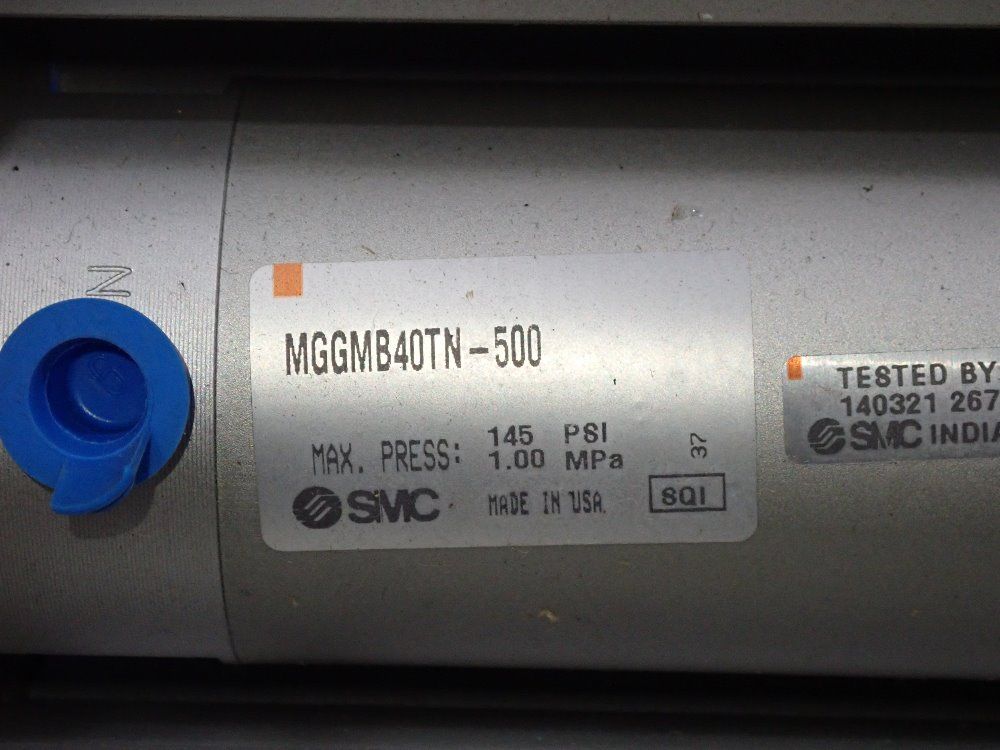 N
MGGMB40TN-500
MAX. PRESS: 145 PSI
1.00 MPa
37
SMC MADE IN USA. SQI
TESTED BY:
140321 267
SMC INDIA